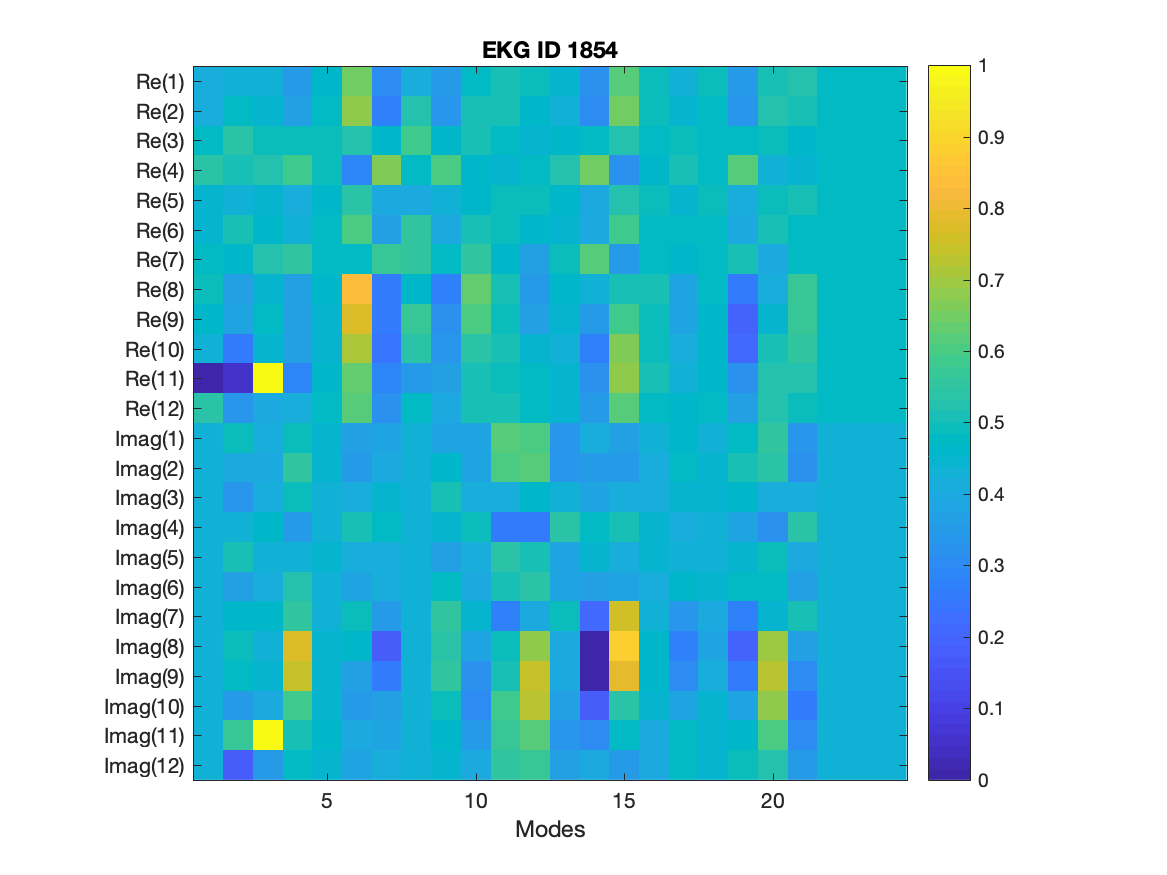 EKG ID 1854
Re(1)
Re(2)
Re(3)
Re(4)
Re(5)
Re(6)
Re(7)
Re(8)
Re(9)
Re(10)
Re(11)
Re(12)
Imag(1)
Imag(2)
Imag(3)
Imag(4)
Imag(5)
Imag(6)
Imag(7)
Imag(8)
Imag(9)
Imag(10)
Imag(11)
Imag(12)
5 10 15 20
Modes
1
0.9
0.8
0.7
0.6
0.5
0.4
0.3
0.2
0.1
0